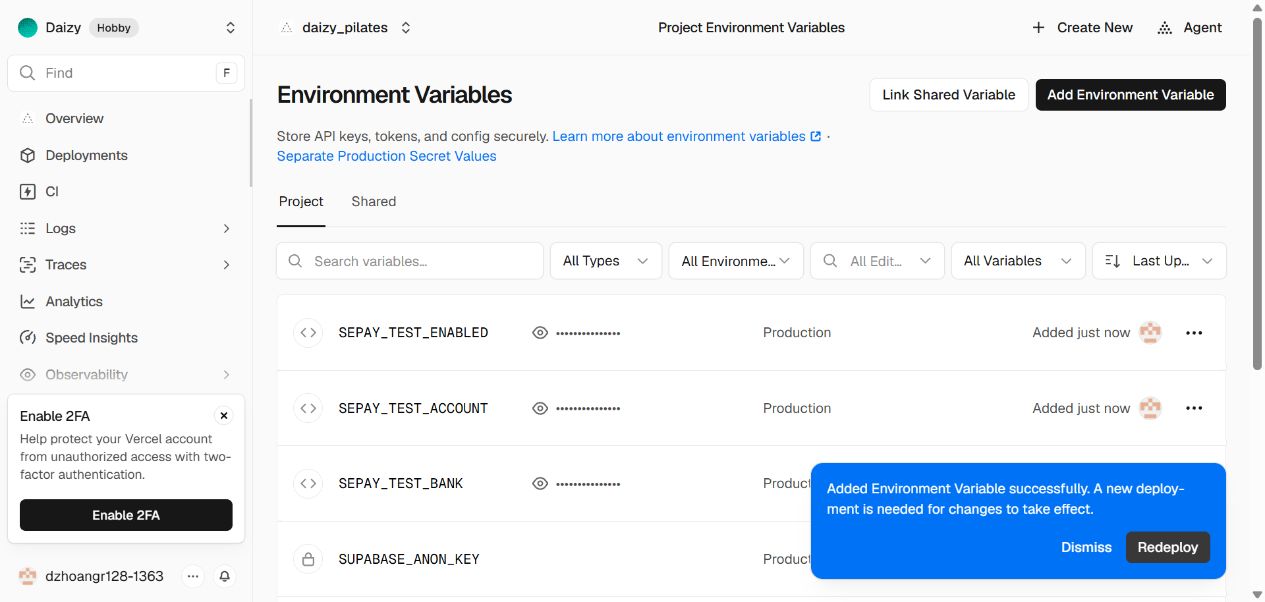 Daizy Hobby
Find F
Overview
Deployments
CI
Logs
Traces
Analytics
Speed Insights
Observability
Enable 2FA
Help protect your Vercel account
from unauthorized access with two-
factor authentication.
Enable 2FA
dzhoangr128-1363
daizy_pilates
Project Environment Variables
Create New
Agent
Environment Variables
Link Shared Variable
Add Environment Variable
Store API keys, tokens, and config securely. Learn more about environment variables ·
Separate Production Secret Values
Project Shared
Search variables...
All Types
All Environme...
All Edit...
All Variables
Last Up...
SEPAY_TEST_ENABLED •••••••••••••• Production Added just now
SEPAY_TEST_ACCOUNT •••••••••••••• Production Added just now
SEPAY_TEST_BANK •••••••••••••• Product
SUPABASE_ANON_KEY Product
Added Environment Variable successfully. A new deploy-
ment is needed for changes to take effect.
Dismiss Redeploy